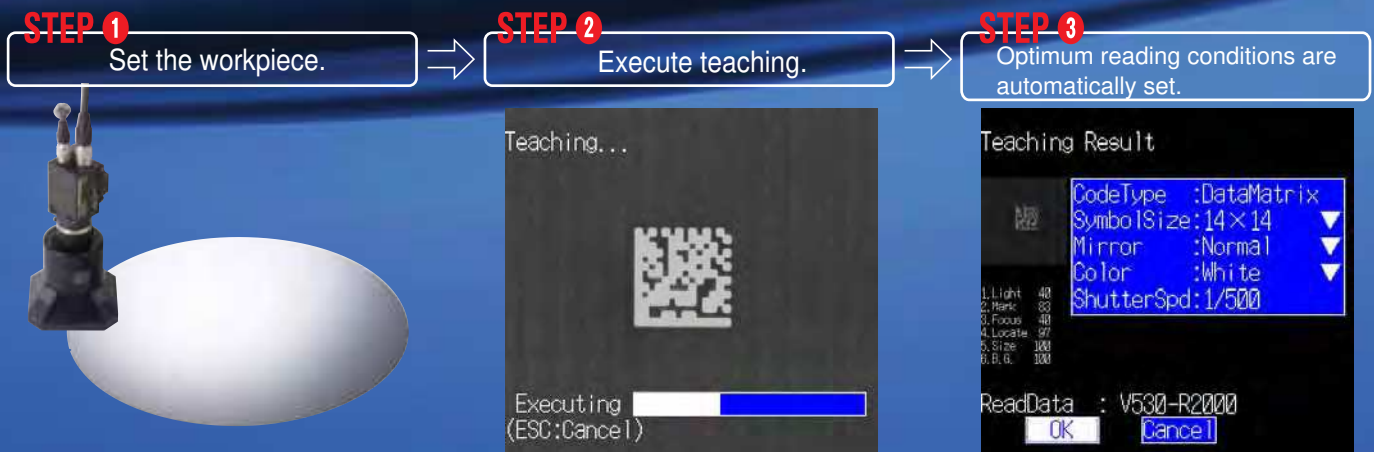 STEP 1
Set the workpiece.
STEP 2
Execute teaching.
STEP 3
Optimum reading conditions are
automatically set.
Teaching...
Executing
(ESC:Cancel)
Teaching Result
CodeType :DataMatrix
SymbolSize:14×14
Mirror :Normal
Color :White
ShutterSpd:1/500
1.Light 40
2.Mark 83
3.Focus 40
4.Locate 97
5.Size 100
6.B.G. 100
ReadData : V530-R2000
OK Cancel